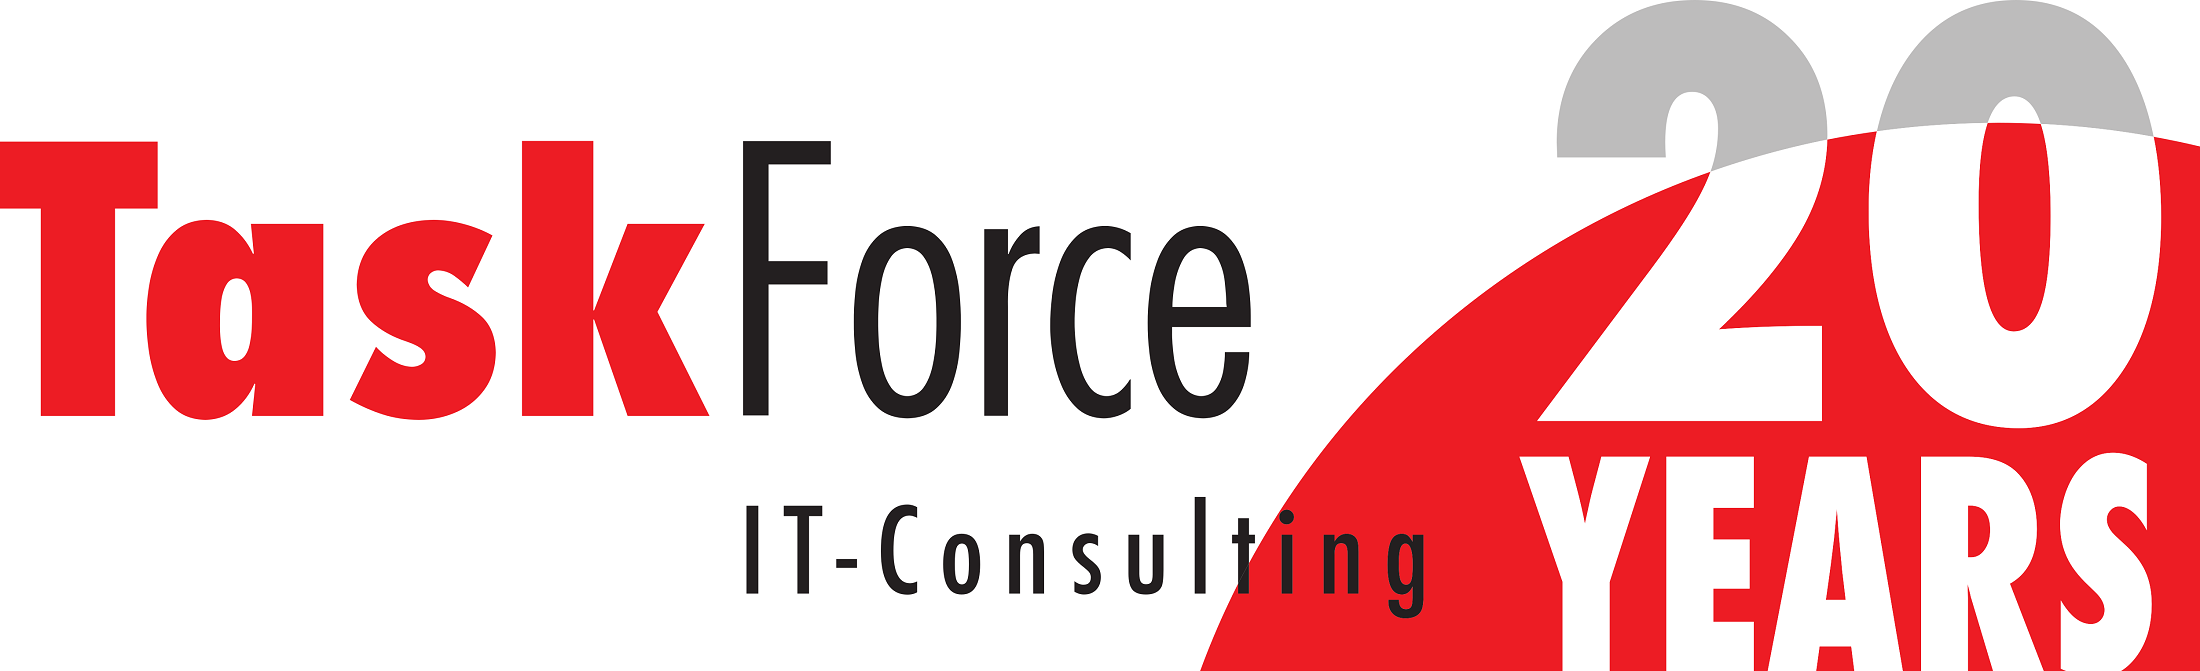 TaskForce
IT-Consulting
20
YEARS